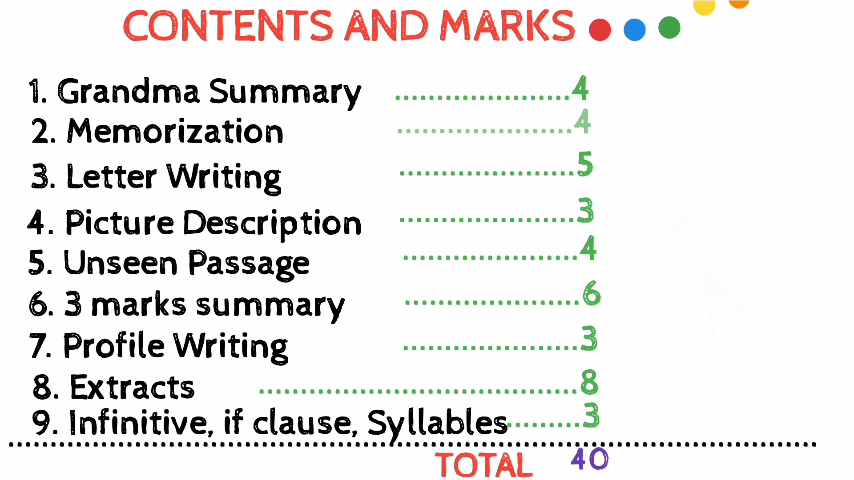 CONTENTS AND MARKS
1. Grandma Summary ......................4
2. Memorization ......................4
3. Letter Writing ......................5
4. Picture Description ......................3
5. Unseen Passage ......................4
6. 3 marks summary ......................6
7. Profile Writing ......................3
8. Extracts ........................................8
9. Infinitive, if clause, Syllables.........3
TOTAL 40